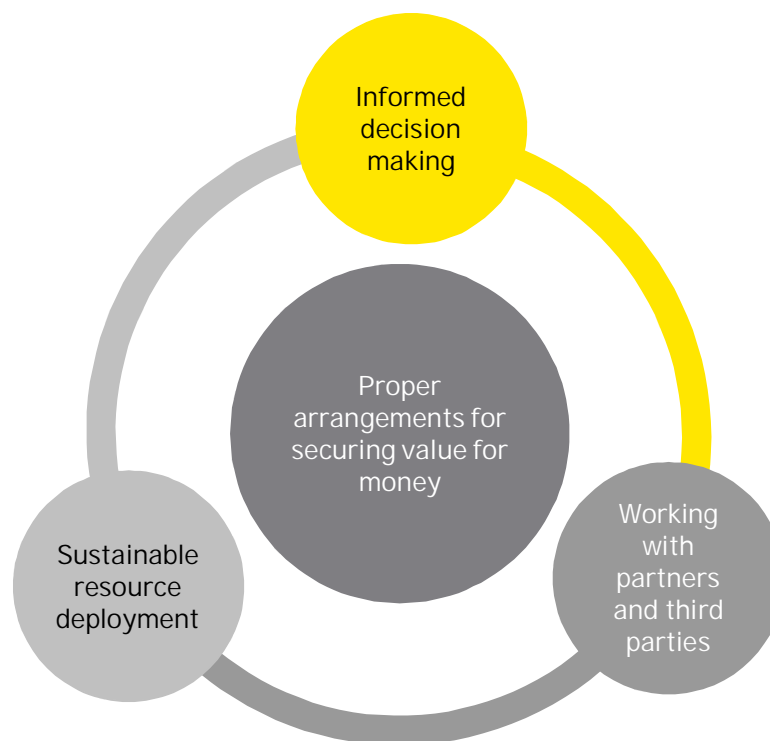 Informed
decision
making
Proper
arrangements for
securing value for
money
Sustainable
resource
deployment
Working
with
partners
and third
parties